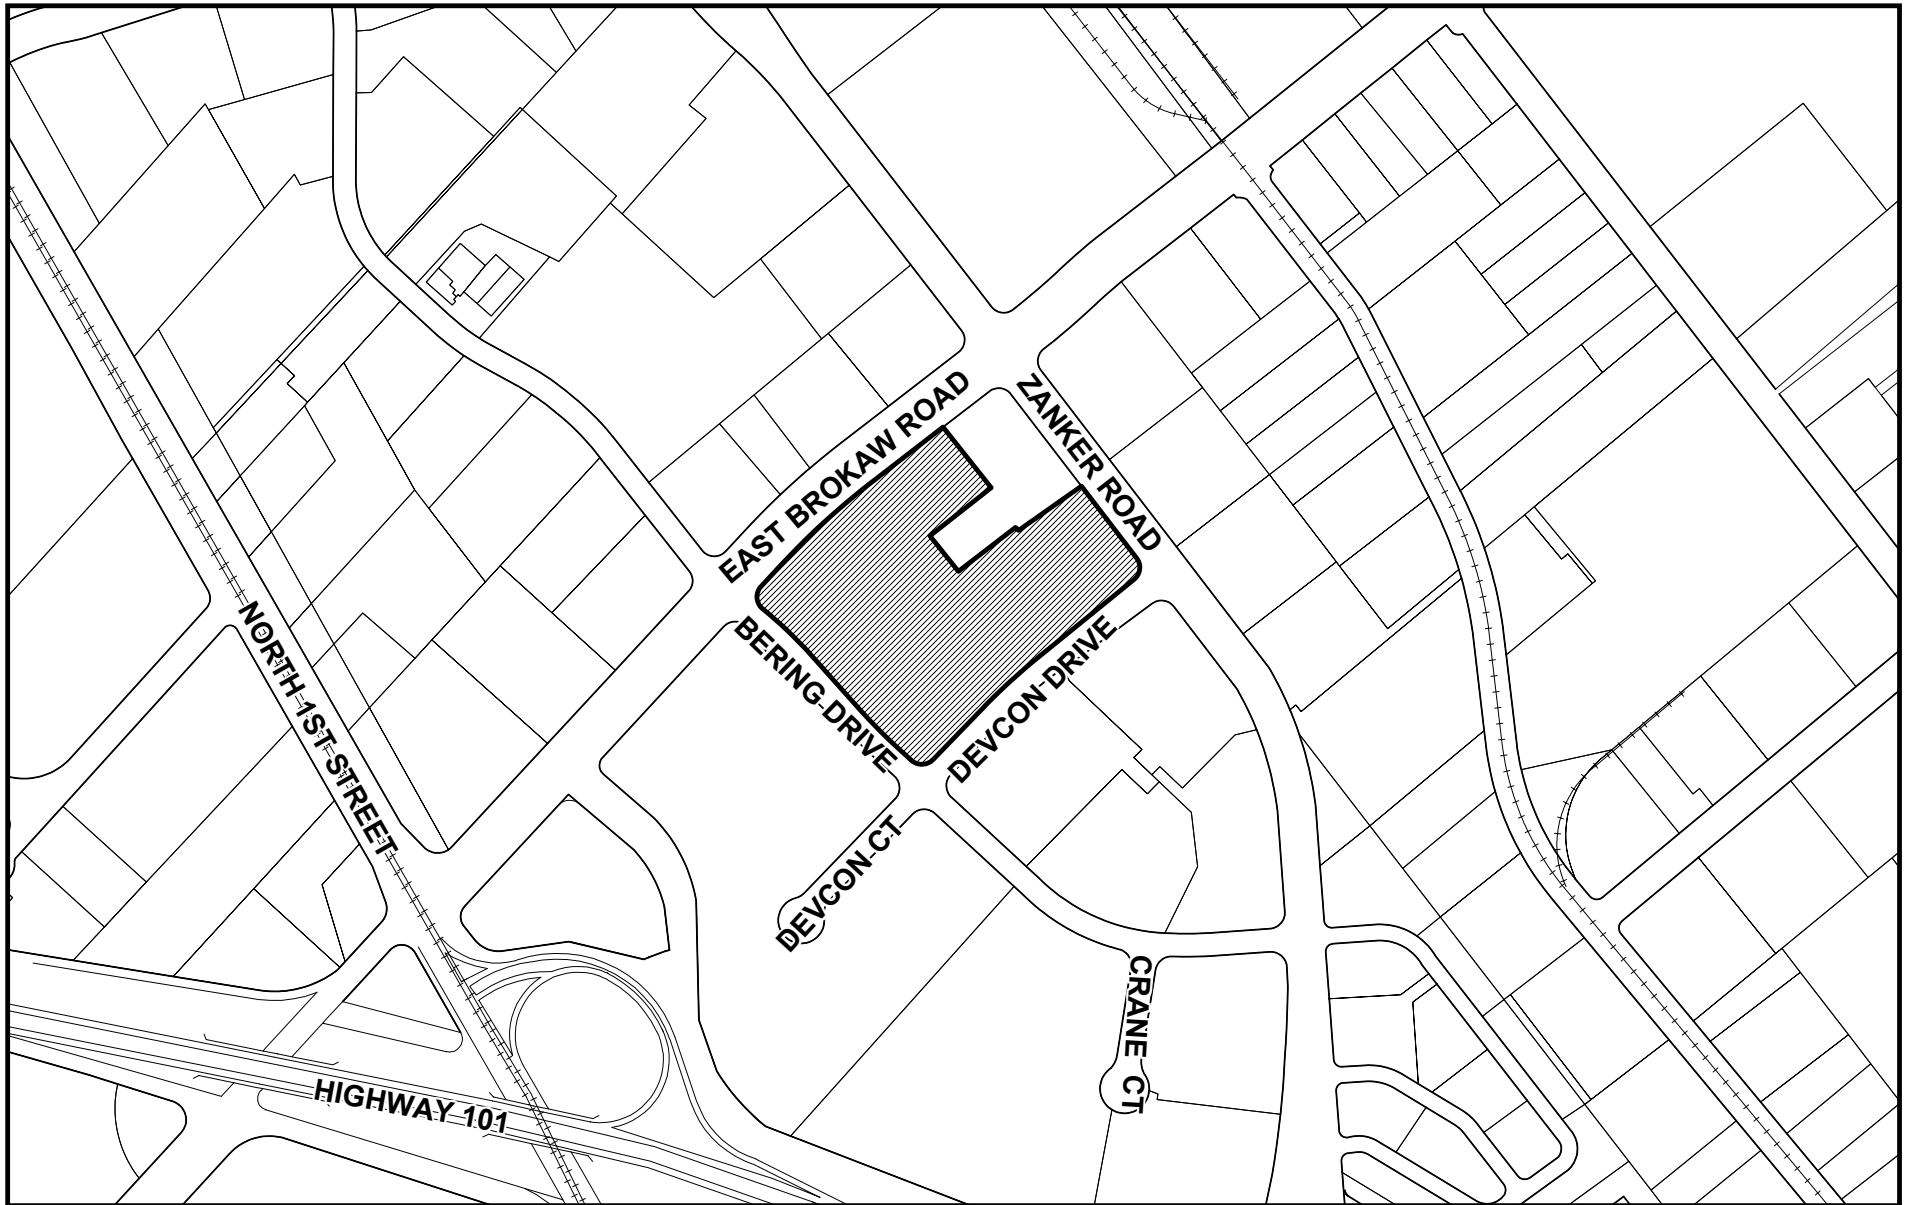 EAST BROKAW ROAD
ZANKER ROAD
BERING DRIVE
DEVCON DRIVE
NORTH 1ST STREET
DEVCON CT
CRANE CT
HIGHWAY 101